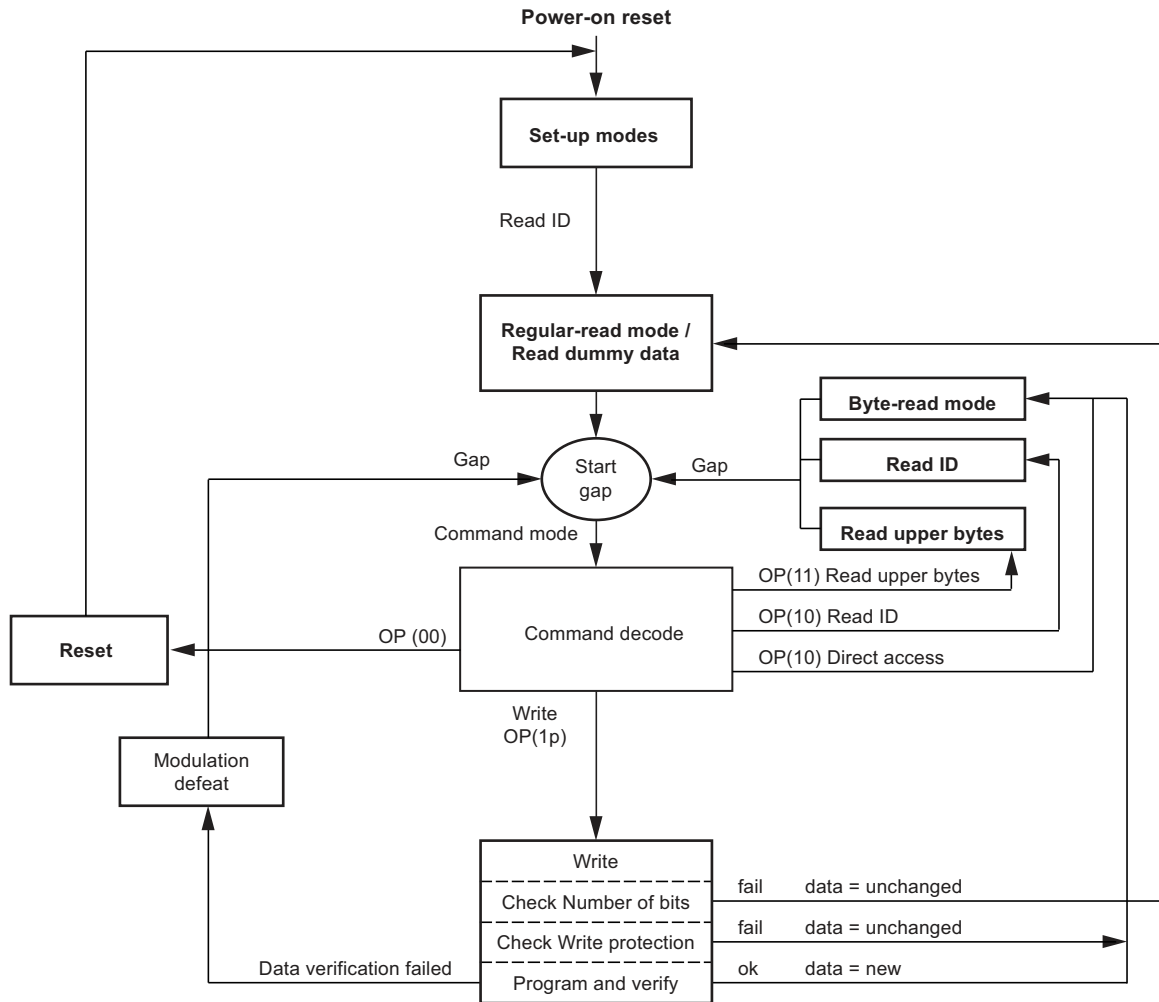 Power-on reset
Set-up modes
Read ID
Regular-read mode /
Read dummy data
Byte-read mode
Gap
Start
gap
Gap
Read ID
Command mode
Read upper bytes
OP(11) Read upper bytes
OP(10) Read ID
OP(10) Direct access
Command decode
OP (00)
Reset
Write
OP(1p)
Modulation
defeat
Write
Check Number of bits
fail data = unchanged
Check Write protection
fail data = unchanged
Data verification failed
Program and verify
ok data = new